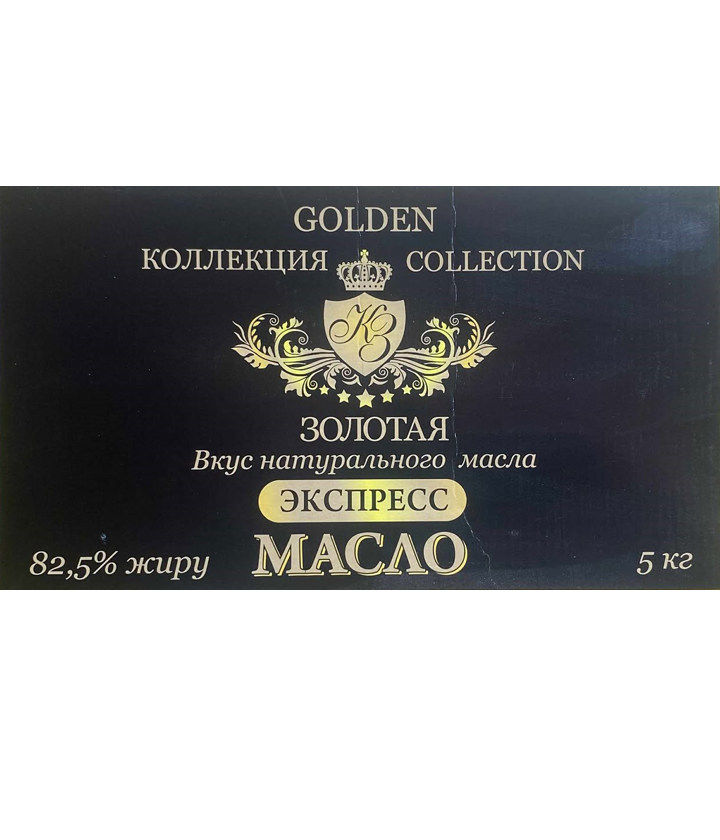 GOLDEN
КОЛЛЕКЦИЯ COLLECTION
КЗ
ЗОЛОТАЯ
Вкус натурального масла
ЭКСПРЕСС
МАСЛО
82,5% жиру
5 кг